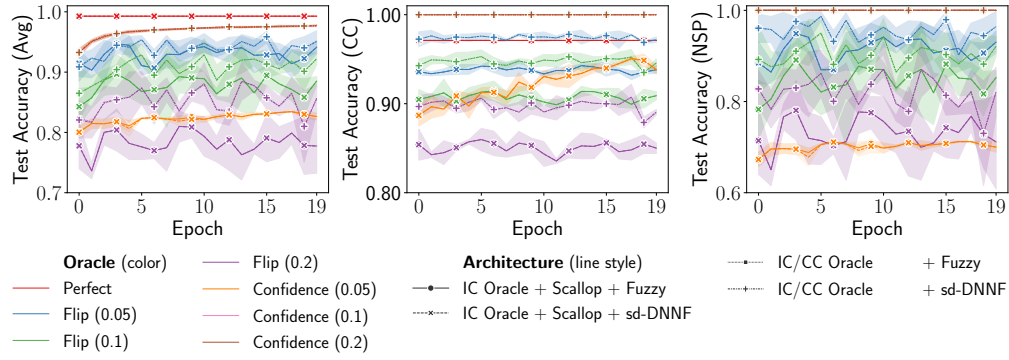 Test Accuracy (Avg)
1.0
0.9
0.8
0.7
0 5 10 15 19
Epoch
Test Accuracy (CC)
1.00
0.90
0.80
0 5 10 15 19
Epoch
Test Accuracy (NSP)
1.0
0.8
0.6
0 5 10 15 19
Epoch
Oracle (color)
Perfect
Flip (0.05)
Flip (0.1)
Flip (0.2)
Confidence (0.05)
Confidence (0.1)
Confidence (0.2)
Architecture (line style)
IC Oracle + Scallop + Fuzzy
IC Oracle + Scallop + sd-DNNF
IC/CC Oracle + Fuzzy
IC/CC Oracle + sd-DNNF